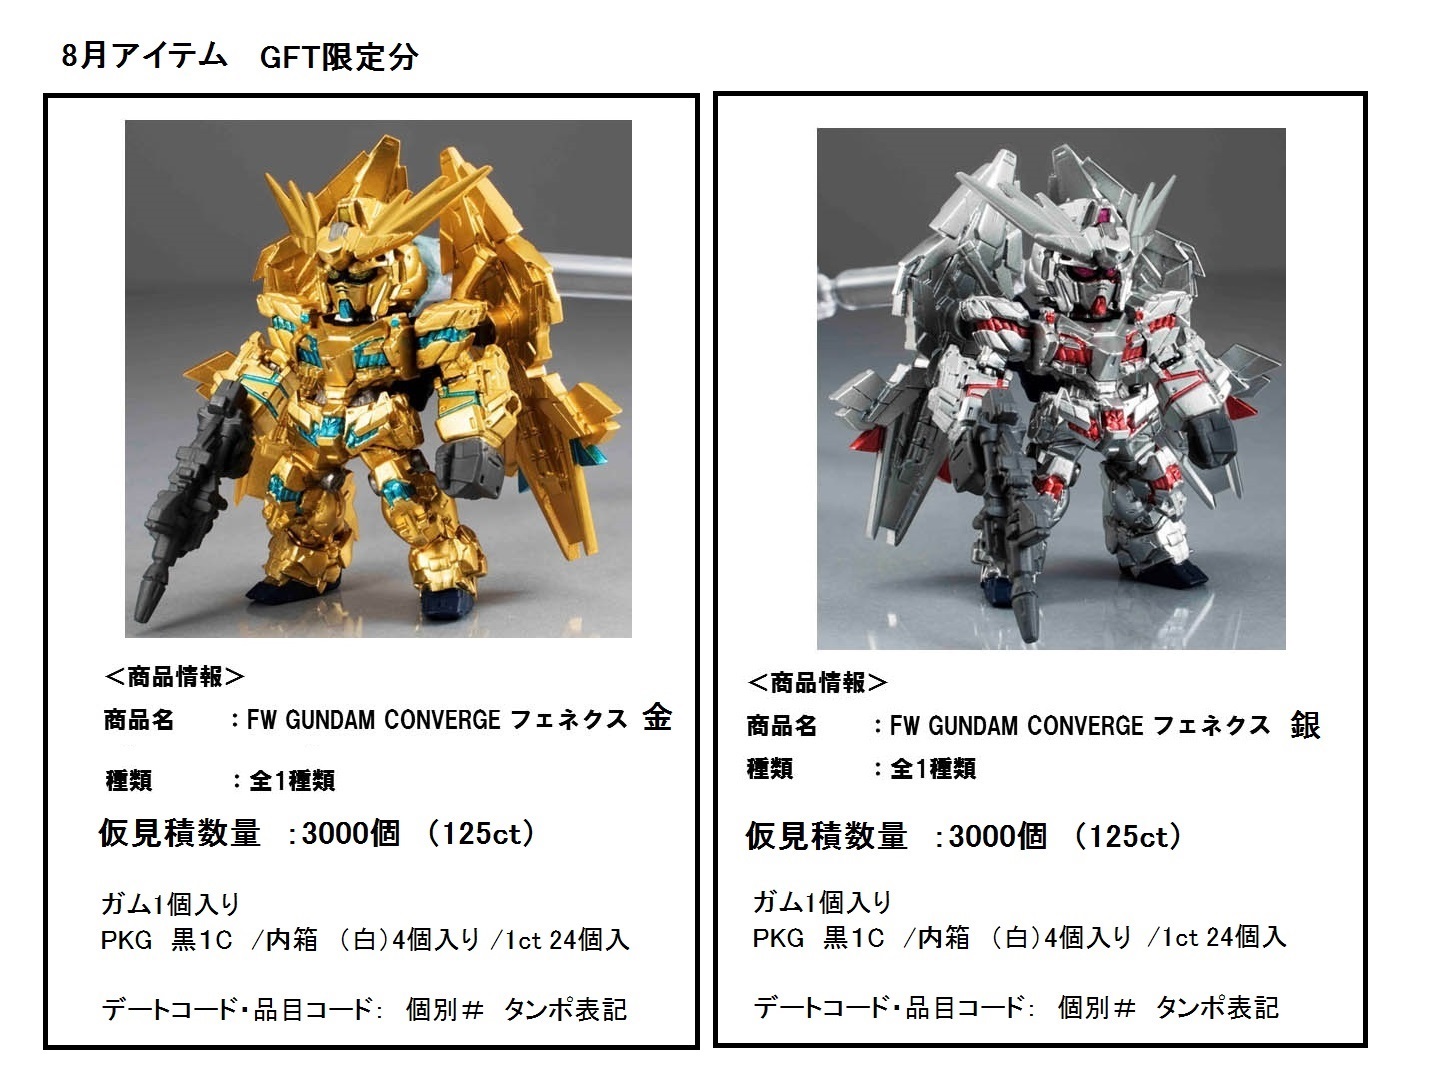 8月アイテム　GFT限定分
＜商品情報＞
商品名　　：FW GUNDAM CONVERGE フェネクス 金
種類　　　：全1種類
仮見積数量　：3000個　（125ct）
ガム1個入り
PKG　黒１C　/内箱　（白）4個入り /1ct 24個入
デートコード・品目コード：　個別＃　タンポ表記
＜商品情報＞
商品名　　：FW GUNDAM CONVERGE フェネクス　銀
種類　　　：全1種類
仮見積数量　：3000個　（125ct）
ガム1個入り
PKG　黒１C　/内箱　（白）4個入り /1ct 24個入
デートコード・品目コード：　個別＃　タンポ表記